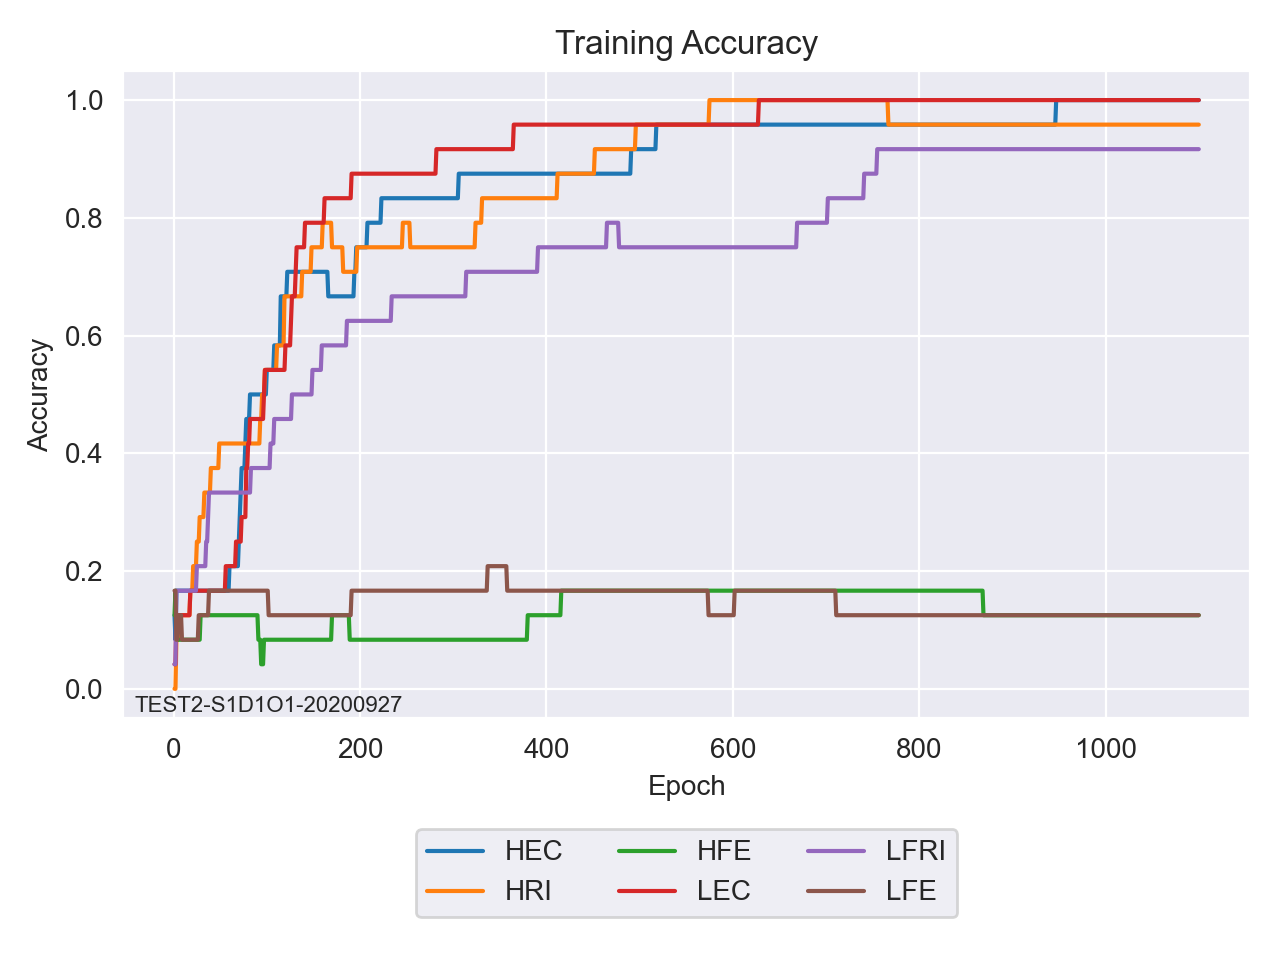 Training Accuracy
Accuracy
1.0
0.8
0.6
0.4
0.2
0.0
TEST2-S1D1O1-20200927
0 200 400 600 800 1000
Epoch
HEC HFE LFRI
HRI LEC LFE